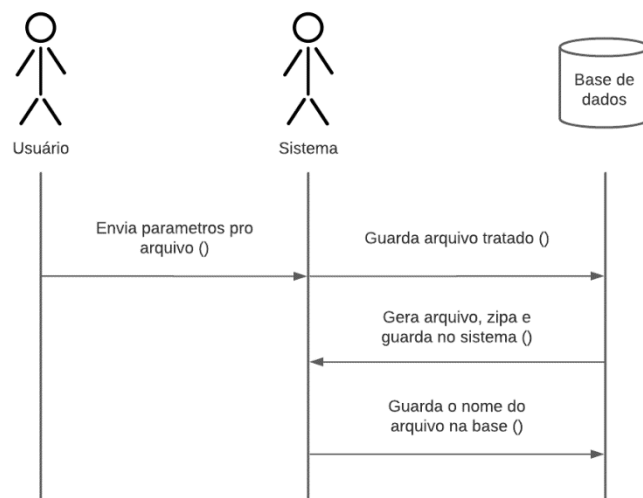 Base de
dados
Usuário
Sistema
Envia parametros pro
arquivo ()
Guarda arquivo tratado ()
Gera arquivo, zipa e
guarda no sistema ()
Guarda o nome do
arquivo na base ()